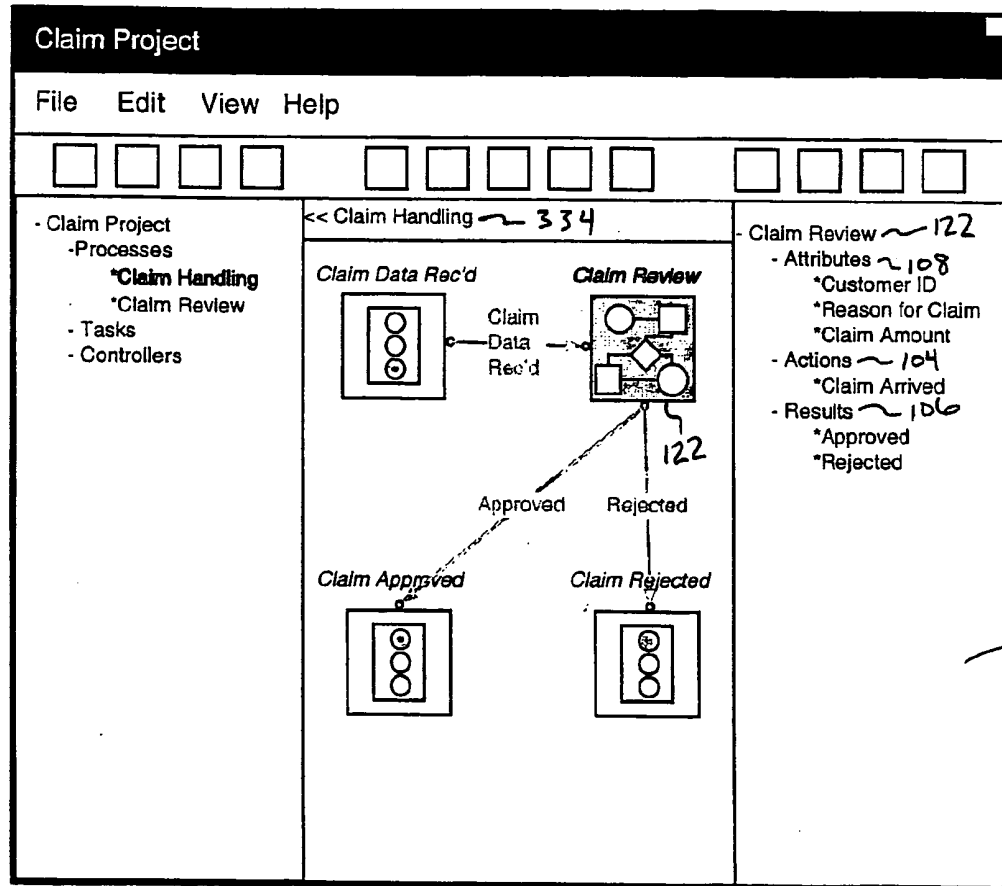 Claim Project
File Edit View Help
- Claim Project
-Processes
*Claim Handling
*Claim Review
- Tasks
- Controllers
<< Claim Handling 334
Claim Data Rec'd
Claim Review
Claim
Data
Rec'd
122
Approved
Rejected
Claim Approved
Claim Rejected
- Claim Review 122
- Attributes 108
*Customer ID
*Reason for Claim
*Claim Amount
- Actions 104
*Claim Arrived
- Results 106
*Approved
*Rejected